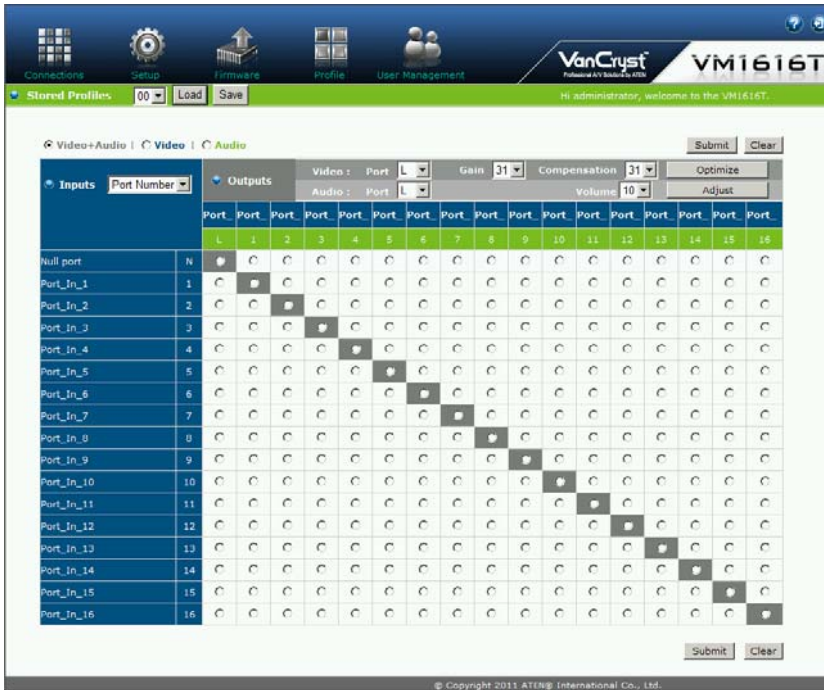 Connections Setup Firmware Profile User Management
VanCryst
Professional A/V Solutions by ATEN
VM1616T
Stored Profiles 00 Load Save Hi administrator, welcome to the VM1616T.
Video+Audio | Video | Audio Submit Clear
Inputs Port Number Outputs Video : Port L Gain 31 Compensation 31 Optimize
Audio : Port L Volume 10 Adjust
Port_ Port_ Port_ Port_ Port_ Port_ Port_ Port_ Port_ Port_ Port_ Port_ Port_ Port_ Port_ Port_ Port_
L 1 2 3 4 5 6 7 8 9 10 11 12 13 14 15 16
Null port N
Port_In_1 1
Port_In_2 2
Port_In_3 3
Port_In_4 4
Port_In_5 5
Port_In_6 6
Port_In_7 7
Port_In_8 8
Port_In_9 9
Port_In_10 10
Port_In_11 11
Port_In_12 12
Port_In_13 13
Port_In_14 14
Port_In_15 15
Port_In_16 16
Submit Clear
© Copyright 2011 ATEN® International Co., Ltd.